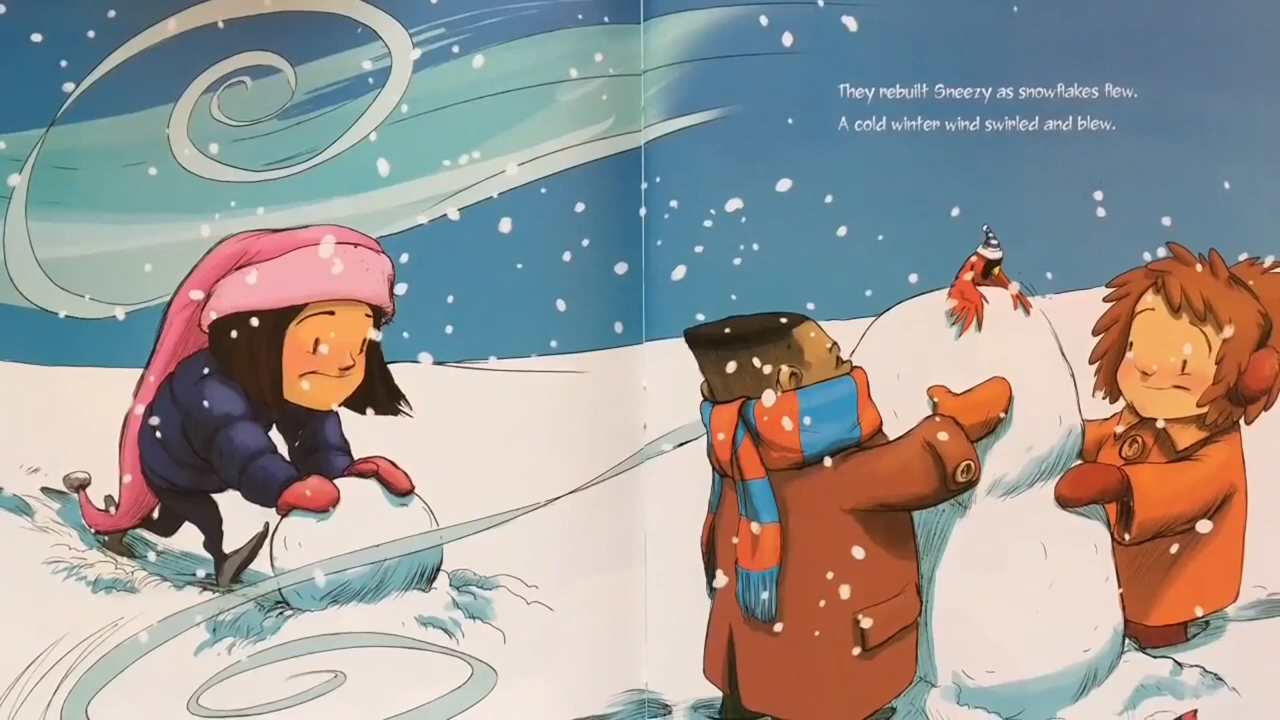 They rebuilt Sneezy as snowflakes flew.
A cold winter wind swirled and blew.